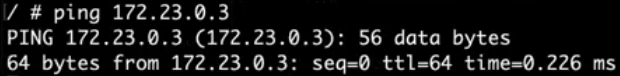 / # ping 172.23.0.3
PING 172.23.0.3 (172.23.0.3): 56 data bytes
64 bytes from 172.23.0.3: seq=0 ttl=64 time=0.226 ms